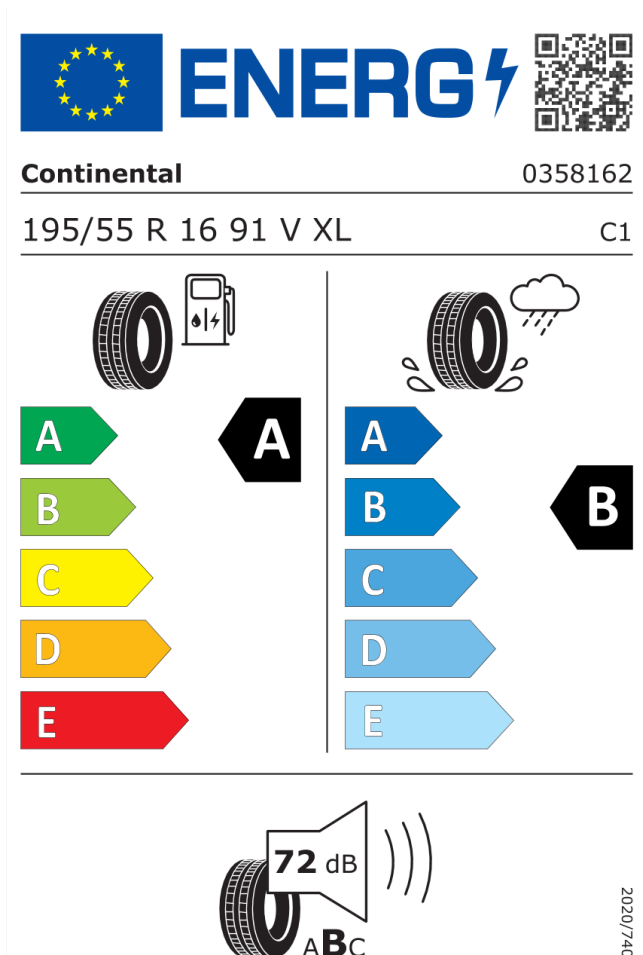 ENERG
Continental 0358162
195/55 R 16 91 V XL C1
A A
B
C
D
E
A
B B
C
D
E
72 dB
ABC
2020/740